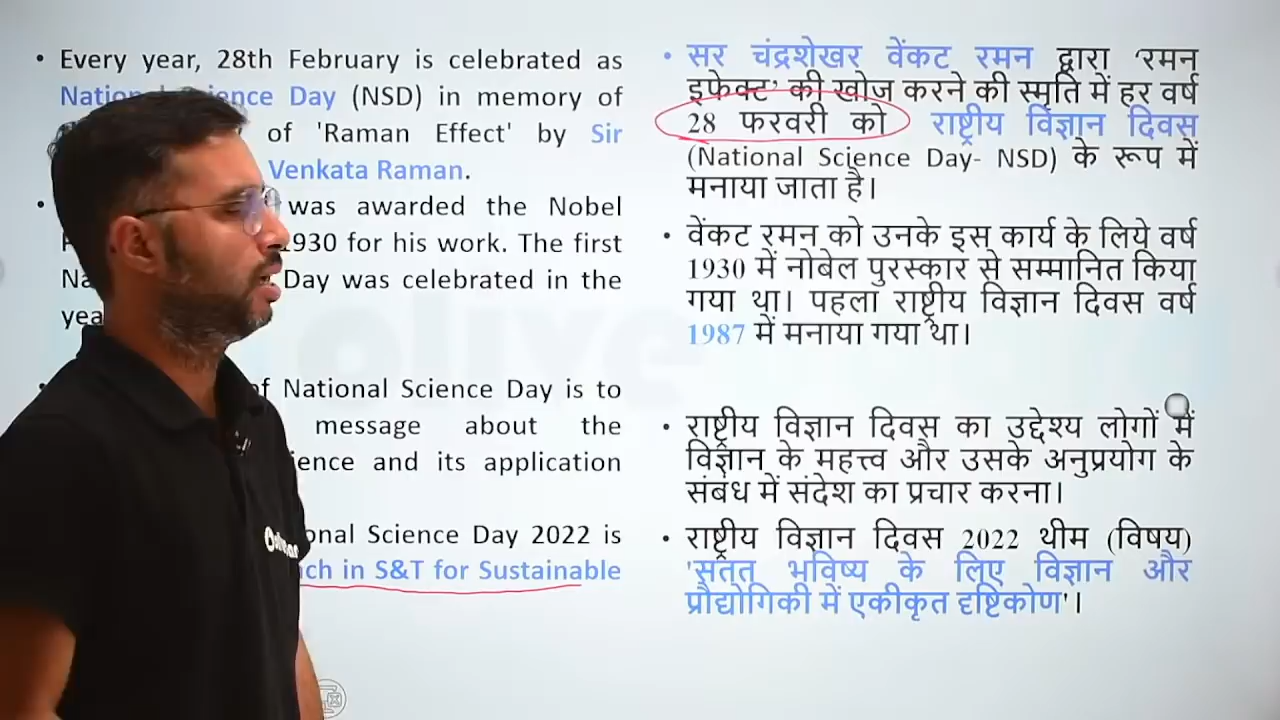 Every year, 28th February is celebrated as
National Science Day (NSD) in memory of
of 'Raman Effect' by Sir
Venkata Raman.
was awarded the Nobel
1930 for his work. The first
Day was celebrated in the
of National Science Day is to
message about the
and its application
Science Day 2022 is
in S&T for Sustainable
सर चंद्रशेखर वेंकट रमन द्वारा 'रमन
इफेक्ट' की खोज करने की स्मृति में हर वर्ष
28 फरवरी को राष्ट्रीय विज्ञान दिवस
(National Science Day- NSD) के रूप में
मनाया जाता है।
वेंकट रमन को उनके इस कार्य के लिये वर्ष
1930 में नोबेल पुरस्कार से सम्मानित किया
गया था। पहला राष्ट्रीय विज्ञान दिवस वर्ष
1987 में मनाया गया था।
राष्ट्रीय विज्ञान दिवस का उद्देश्य लोगों में
विज्ञान के महत्त्व और उसके अनुप्रयोग के
संबंध में संदेश का प्रचार करना।
राष्ट्रीय विज्ञान दिवस 2022 थीम (विषय)
'सतत भविष्य के लिए विज्ञान और
प्रौद्योगिकी में एकीकृत दृष्टिकोण'।